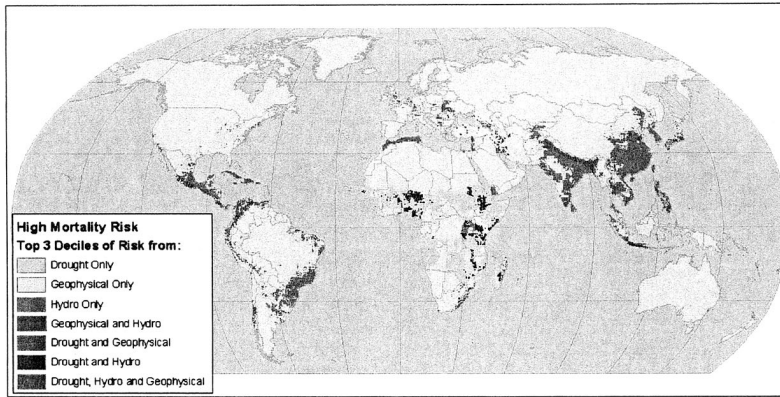 High Mortality Risk
Top 3 Deciles of Risk from:
Drought Only
Geophysical Only
Hydro Only
Geophysical and Hydro
Drought and Geophysical
Drought and Hydro
Drought, Hydro and Geophysical